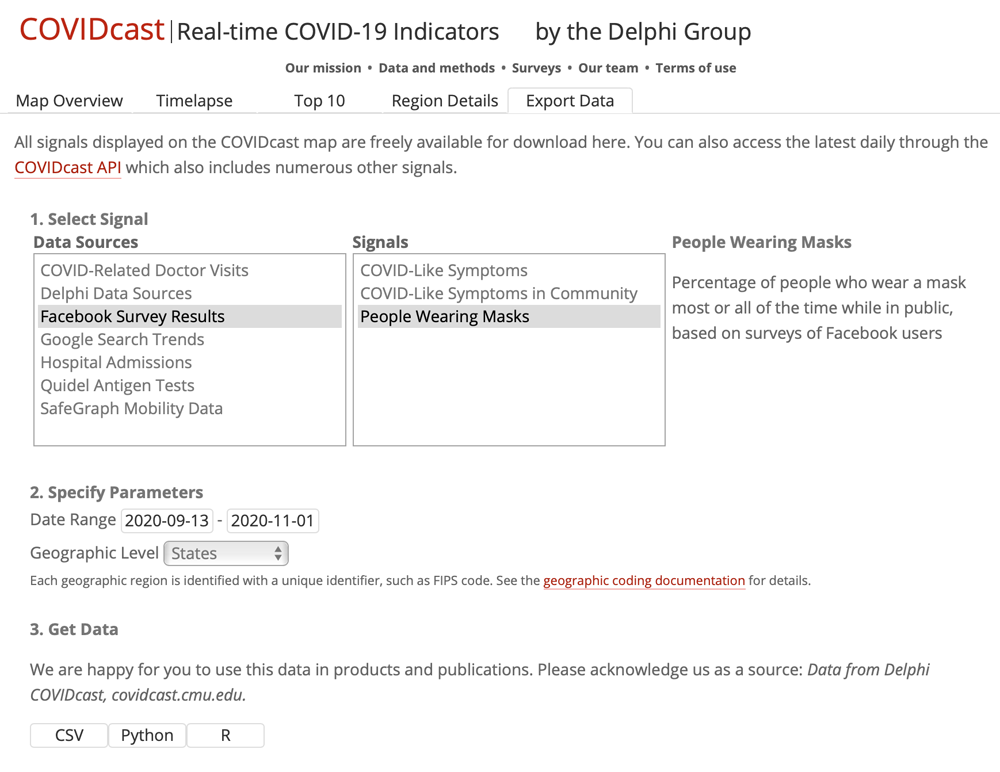 COVIDcast | Real-time COVID-19 Indicators by the Delphi Group
Our mission • Data and methods • Surveys • Our team • Terms of use
Map Overview Timelapse Top 10 Region Details Export Data
All signals displayed on the COVIDcast map are freely available for download here. You can also access the latest daily through the
COVIDcast API which also includes numerous other signals.
1. Select Signal
Data Sources
COVID-Related Doctor Visits
Delphi Data Sources
Facebook Survey Results
Google Search Trends
Hospital Admissions
Quidel Antigen Tests
SafeGraph Mobility Data
Signals
COVID-Like Symptoms
COVID-Like Symptoms in Community
People Wearing Masks
People Wearing Masks
Percentage of people who wear a mask
most or all of the time while in public,
based on surveys of Facebook users
2. Specify Parameters
Date Range 2020-09-13 - 2020-11-01
Geographic Level States
Each geographic region is identified with a unique identifier, such as FIPS code. See the geographic coding documentation for details.
3. Get Data
We are happy for you to use this data in products and publications. Please acknowledge us as a source: Data from Delphi
COVIDcast, covidcast.cmu.edu.
CSV Python R